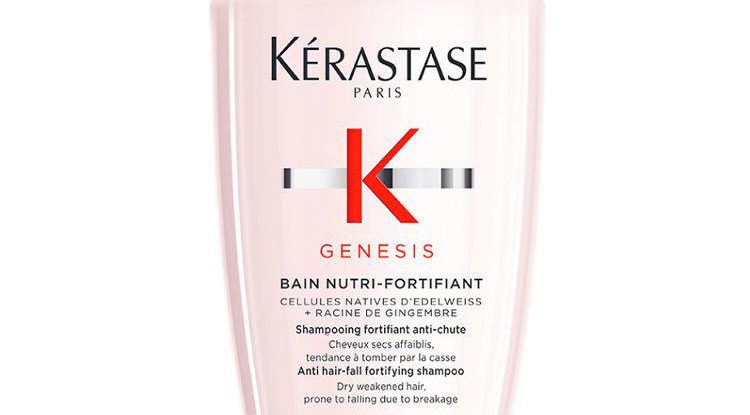 KÉRASTASE
PARIS
K
GENESIS
BAIN NUTRI-FORTIFIANT
CELLULES NATIVES D'EDELWEISS
+ RACINE DE GINGEMBRE
Shampooing fortifiant anti-chute
Cheveux secs affaiblis,
tendance à tomber par la casse
Anti hair-fall fortifying shampoo
Dry weakened hair,
prone to falling due to breakage